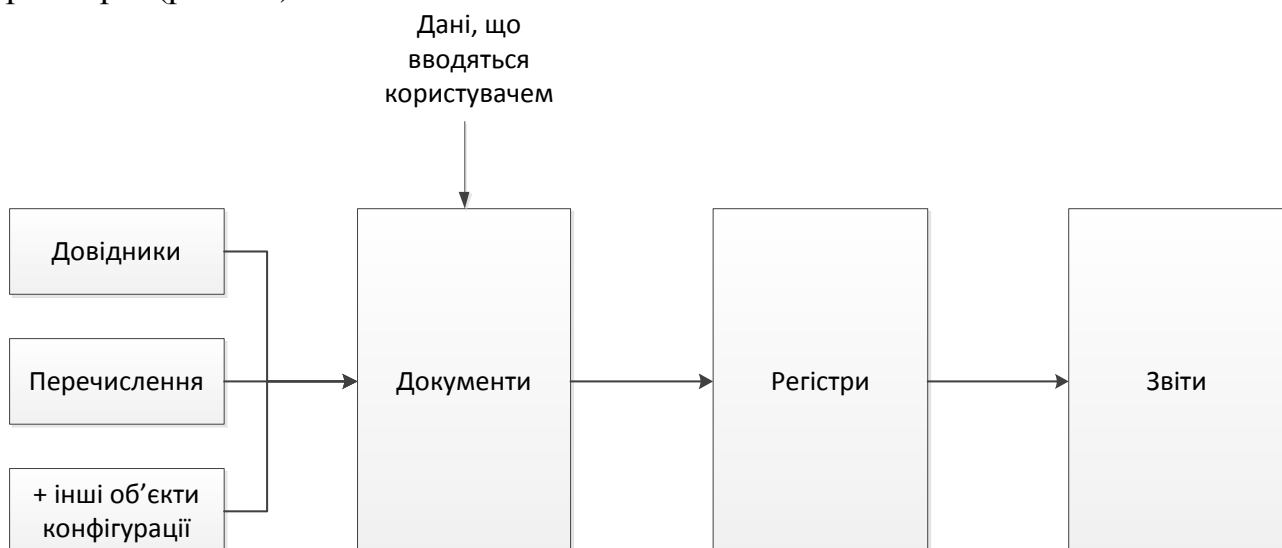 Дані, що
вводяться
користувачем
Довідники
Перечислення
+ інші об’єкти
конфігурації
Документи
Регістри
Звіти